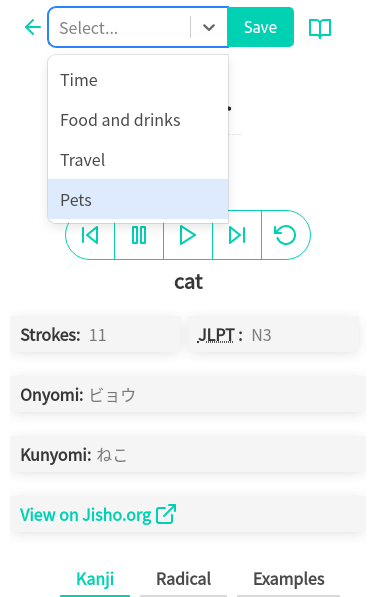 Select...
Save
Time
Food and drinks
Travel
Pets
cat
Strokes: 11
JLPT : N3
Onyomi: ビョウ
Kunyomi: ねこ
View on Jisho.org
Kanji
Radical
Examples